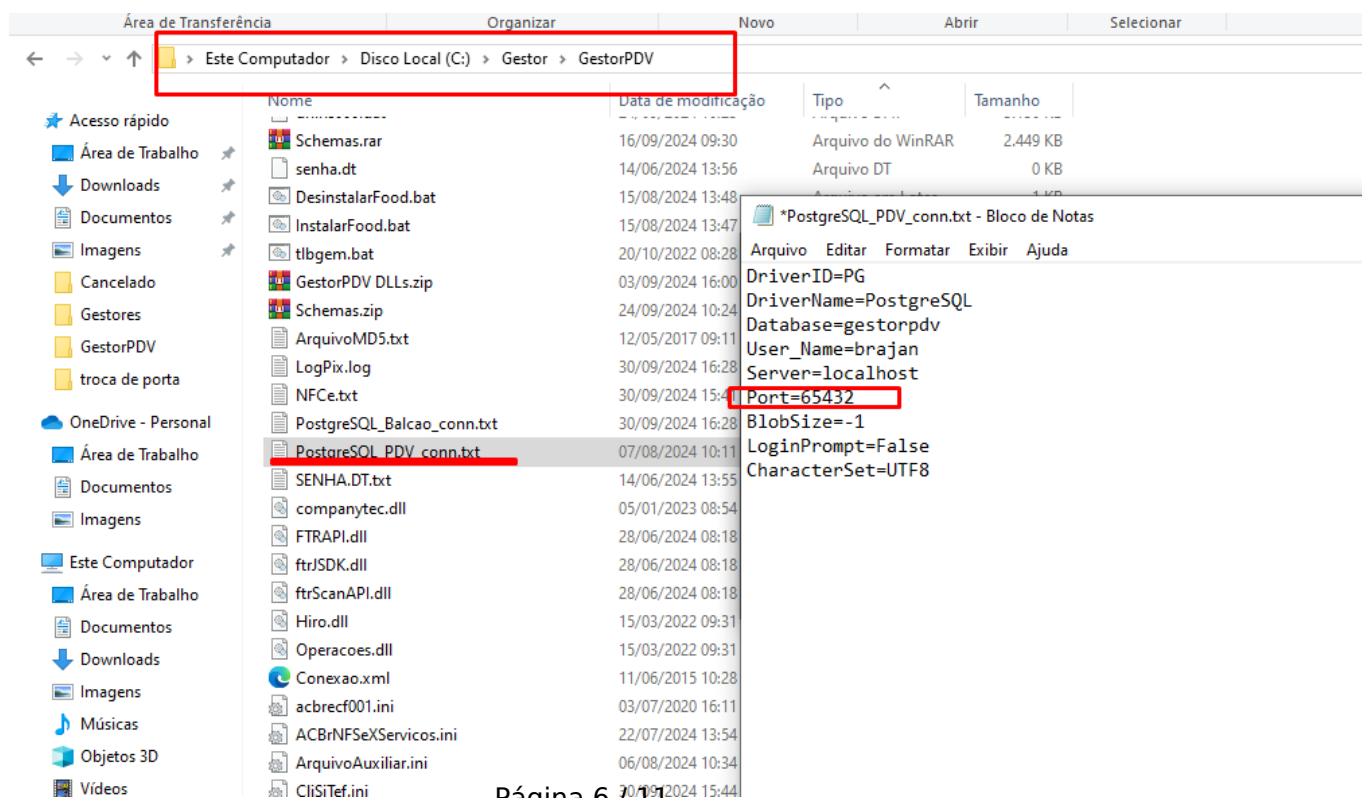 Área de Transferência Organizar Novo Abrir Selecionar
Este Computador > Disco Local (C:) > Gestor > GestorPDV
Nome Data de modificação Tipo Tamanho
Acesso rápido
Área de Trabalho
Downloads
Documentos
Imagens
Cancelado
Gestores
GestorPDV
troca de porta
OneDrive - Personal
Área de Trabalho
Documentos
Imagens
Este Computador
Área de Trabalho
Documentos
Downloads
Imagens
Músicas
Objetos 3D
Vídeos
Schemas.rar 16/09/2024 09:30 Arquivo do WinRAR 2.449 KB
senha.dt 14/06/2024 13:56 Arquivo DT 0 KB
DesinstalarFood.bat 15/08/2024 13:48
InstalarFood.bat 15/08/2024 13:47
tlbgem.bat 20/10/2022 08:28
GestorPDV DLLs.zip 03/09/2024 16:00
Schemas.zip 24/09/2024 10:24
ArquivoMD5.txt 12/05/2017 09:11
LogPix.log 30/09/2024 16:28
NFCe.txt 30/09/2024 15:41
PostgreSQL_Balcao_conn.txt 30/09/2024 16:28
PostgreSQL_PDV_conn.txt 07/08/2024 10:11
SENHA.DT.txt 14/06/2024 13:55
companytec.dll 05/01/2023 08:54
FTRAPI.dll 28/06/2024 08:18
ftrJSDK.dll 28/06/2024 08:18
ftrScanAPI.dll 28/06/2024 08:18
Hiro.dll 15/03/2022 09:31
Operacoes.dll 15/03/2022 09:31
Conexao.xml 11/06/2015 10:28
acbrecf001.ini 03/07/2020 16:11
ACBrNFSeXServicos.ini 22/07/2024 13:54
ArquivoAuxiliar.ini 06/08/2024 10:34
CliSiTef.ini 30/09/2024 15:44
*PostgreSQL_PDV_conn.txt - Bloco de Notas
Arquivo Editar Formatar Exibir Ajuda
DriverID=PG
DriverName=PostgreSQL
Database=gestorpdv
User_Name=brajan
Server=localhost
Port=65432
BlobSize=-1
LoginPrompt=False
CharacterSet=UTF8
Página 6 / 11